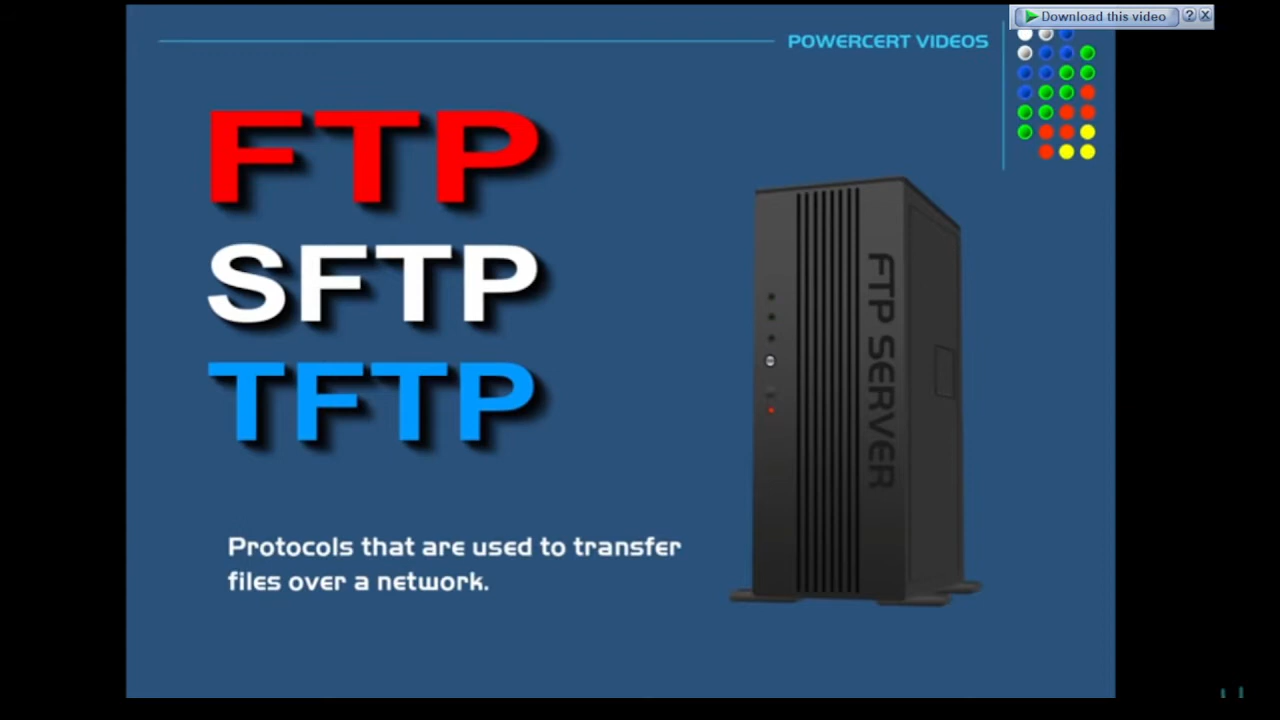 Download this video
?
X
POWERCERT VIDEOS
FTP
SFTP
TFTP
FTP SERVER
Protocols that are used to transfer
files over a network.